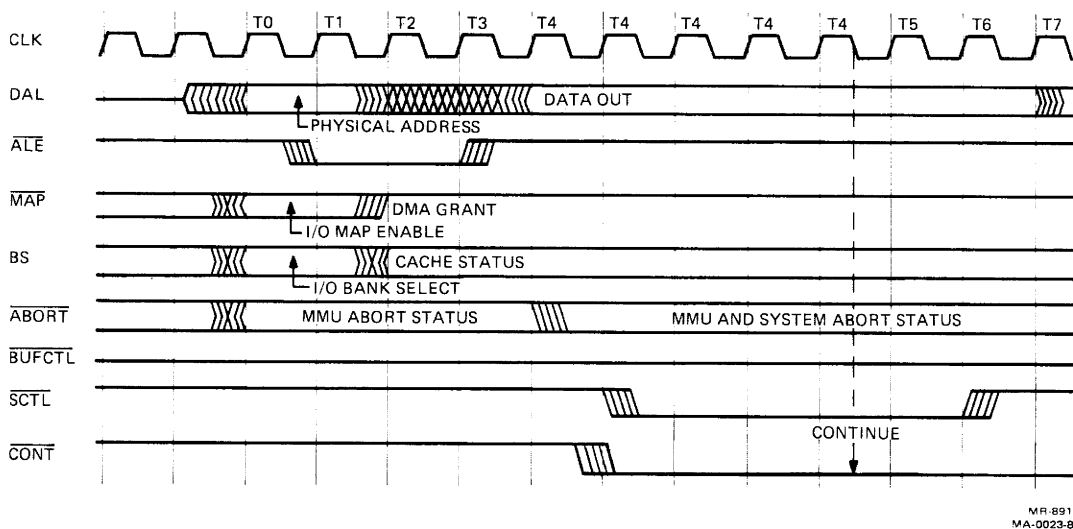 T0 T1 T2 T3 T4 T4 T4 T4 T4 T5 T6 T7
CLK
DAL
DATA OUT
PHYSICAL ADDRESS
ALE
MAP
DMA GRANT
I/O MAP ENABLE
BS
CACHE STATUS
I/O BANK SELECT
ABORT
MMU ABORT STATUS
MMU AND SYSTEM ABORT STATUS
BUFCTL
SCTL
CONTINUE
CONT
MR-891
MA-0023-8